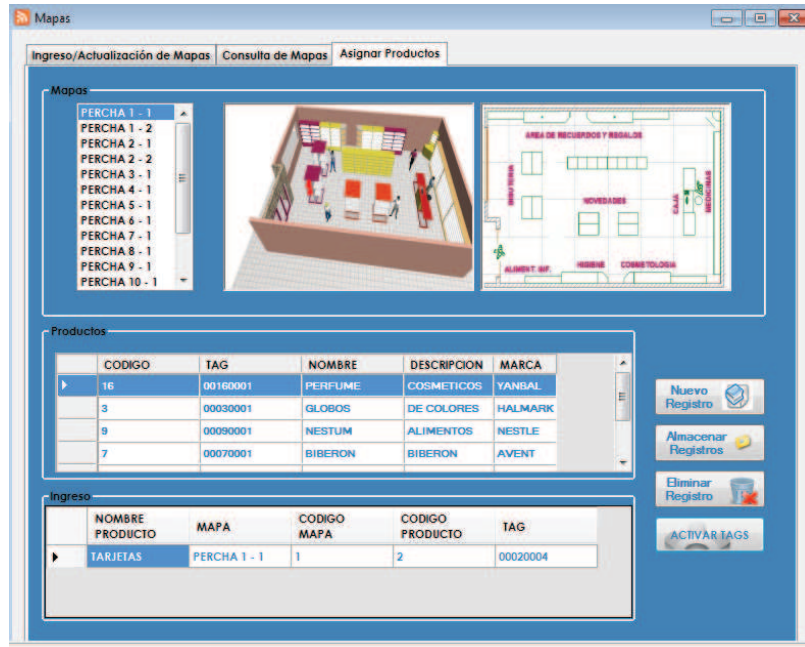 Mapas
Ingreso/Actualización de Mapas Consulta de Mapas Asignar Productos
Mapas
PERCHA 1 - 1
PERCHA 1 - 2
PERCHA 2 - 1
PERCHA 2 - 2
PERCHA 3 - 1
PERCHA 4 - 1
PERCHA 5 - 1
PERCHA 6 - 1
PERCHA 7 - 1
PERCHA 8 - 1
PERCHA 9 - 1
PERCHA 10 - 1
AREA DE RECUERDOS Y REGALOS
BISUTERIA
NOVEDADES
CAJA
MEDICINAS
ALIMENT. INF.
HIGIENE
COSMETOLOGIA
Productos
CODIGO TAG NOMBRE DESCRIPCION MARCA
16 00160001 PERFUME COSMETICOS YANBAL
3 00030001 GLOBOS DE COLORES HALMARK
9 00090001 NESTUM ALIMENTOS NESTLE
7 00070001 BIBERON BIBERON AVENT
Nuevo
Registro
Almacenar
Registros
Eliminar
Registro
ACTIVAR TAGS
Ingreso
NOMBRE PRODUCTO MAPA CODIGO MAPA CODIGO PRODUCTO TAG
TARJETAS PERCHA 1 - 1 1 2 00020004